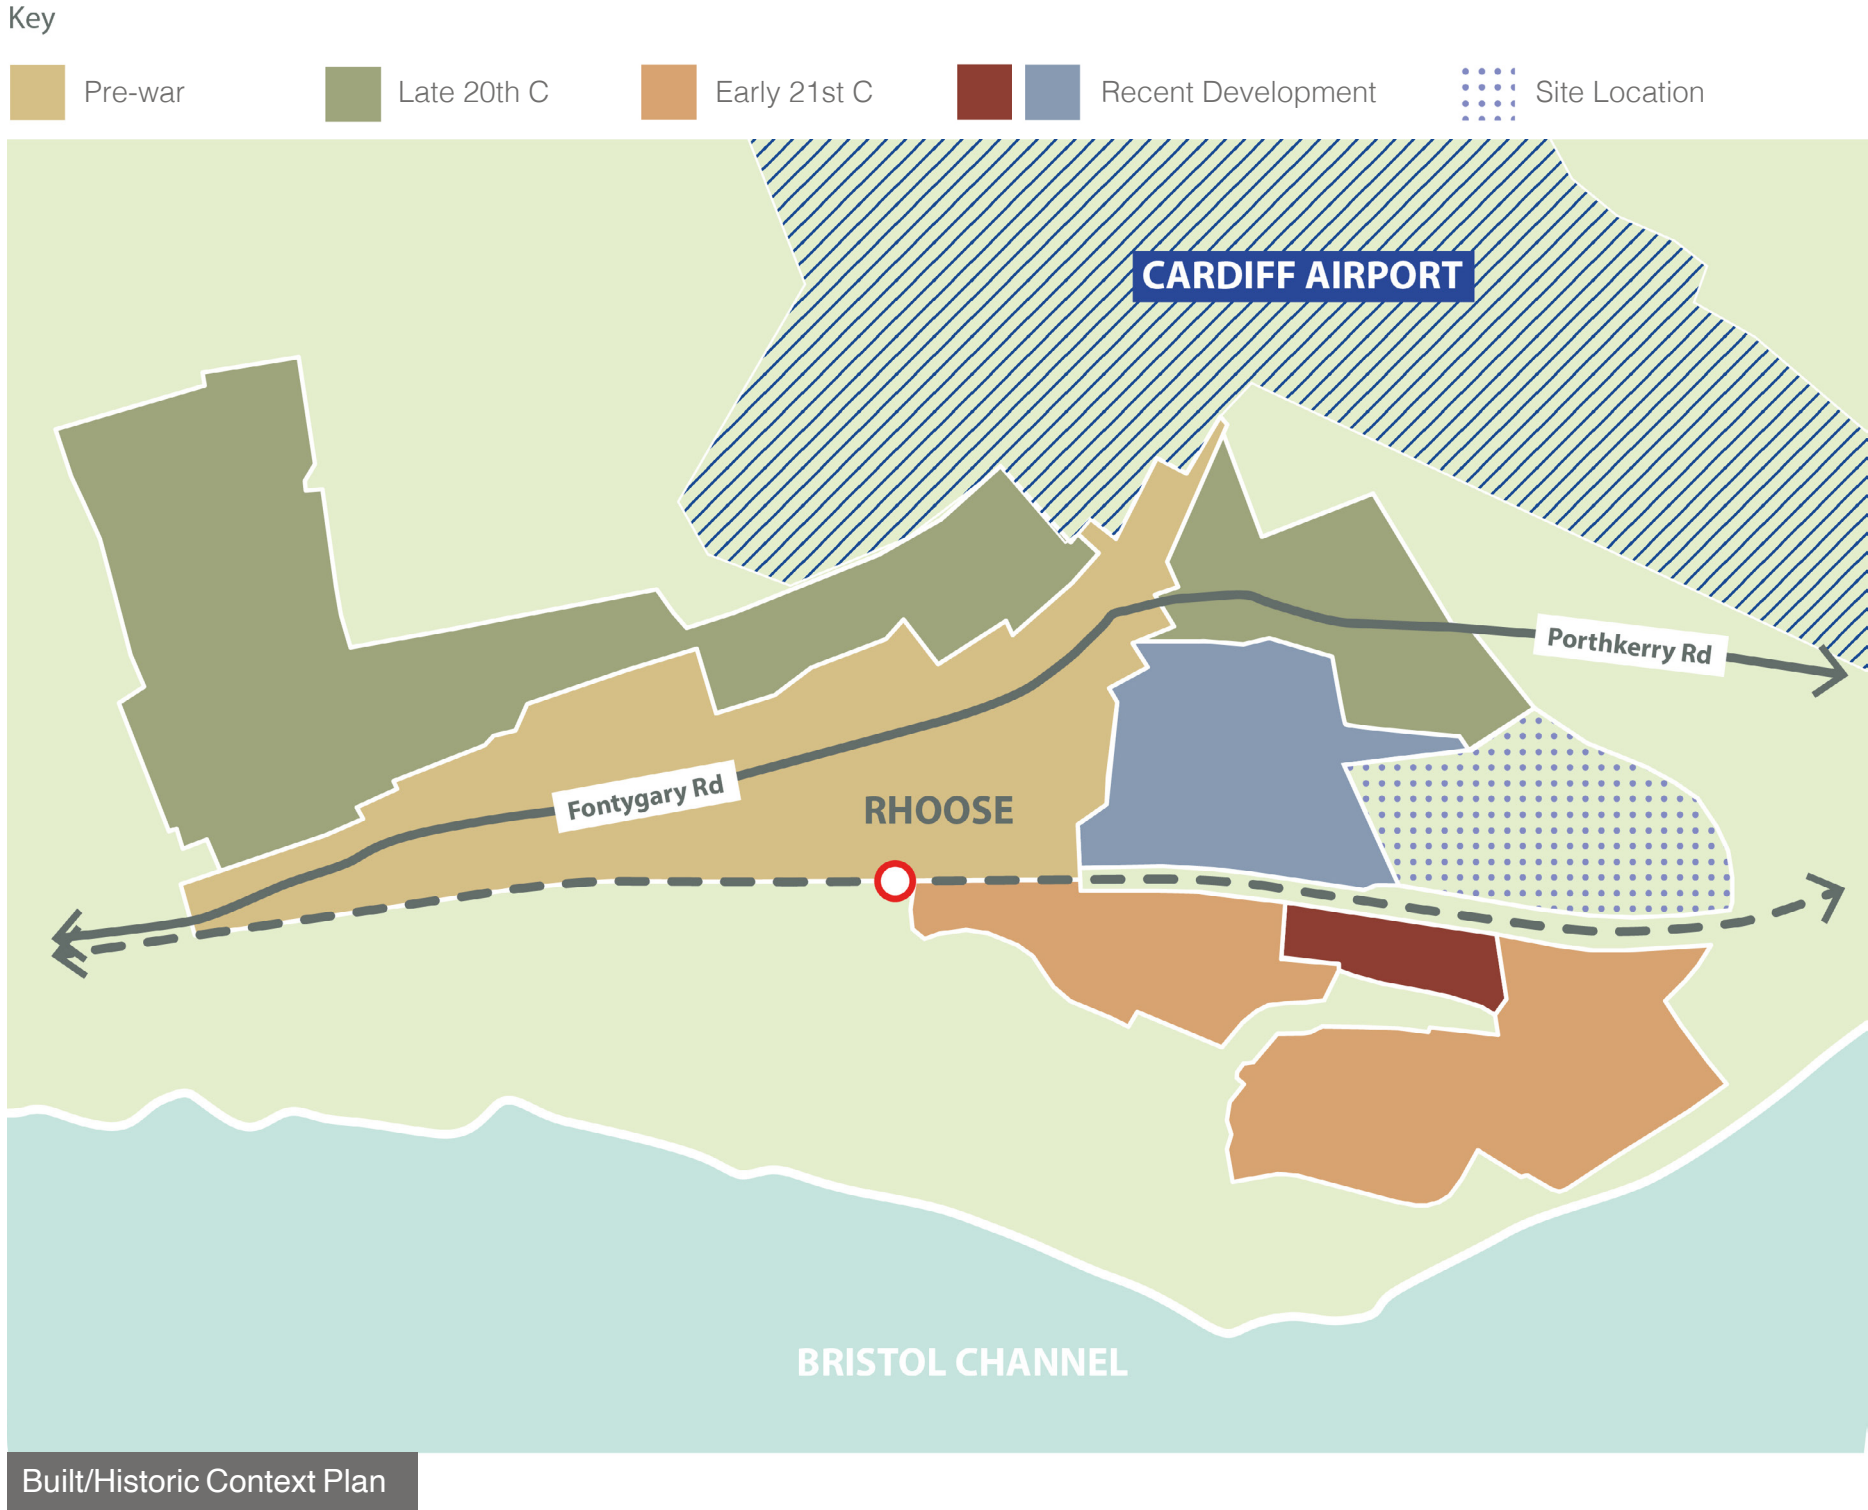 Key
Pre-war
Late 20th C
Early 21st C
Recent Development
Site Location
CARDIFF AIRPORT
Porthkerry Rd
Fontygary Rd
RHOOSE
BRISTOL CHANNEL
Built/Historic Context Plan